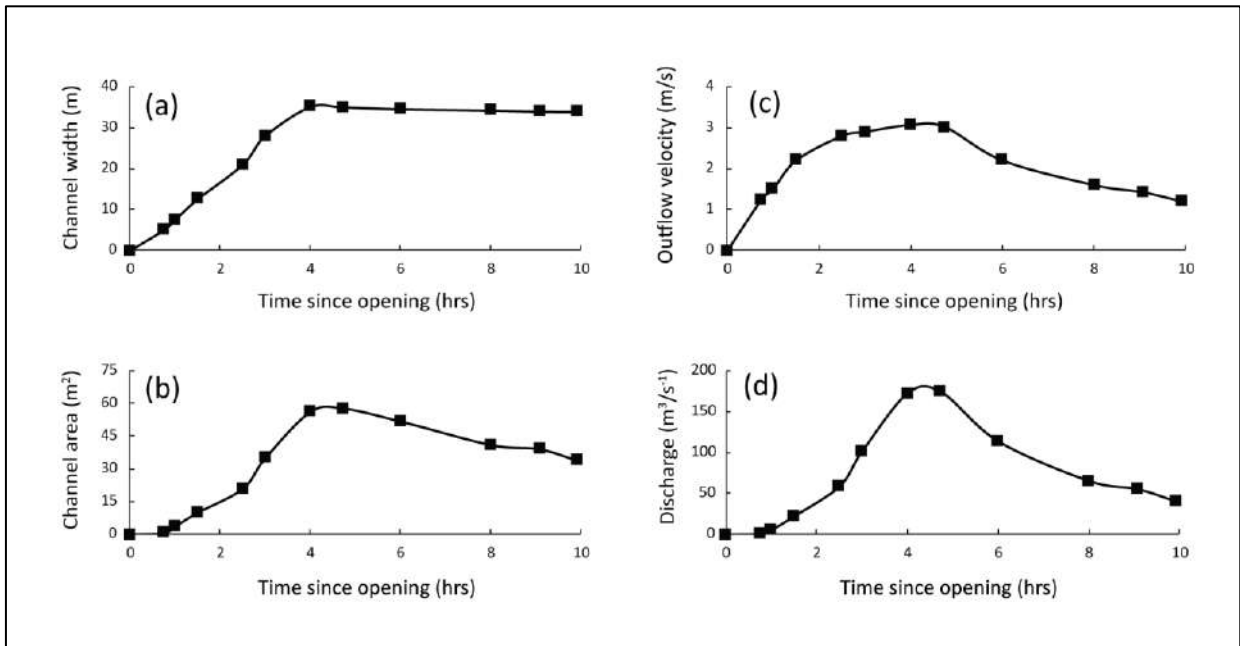 (a)
Channel width (m)
40
30
20
10
0
0 2 4 6 8 10
Time since opening (hrs)
(c)
Outflow velocity (m/s)
4
3
2
1
0
0 2 4 6 8 10
Time since opening (hrs)
(b)
Channel area (m²)
75
60
45
30
15
0
0 2 4 6 8 10
Time since opening (hrs)
(d)
Discharge (m³/s⁻¹)
200
150
100
50
0
0 2 4 6 8 10
Time since opening (hrs)